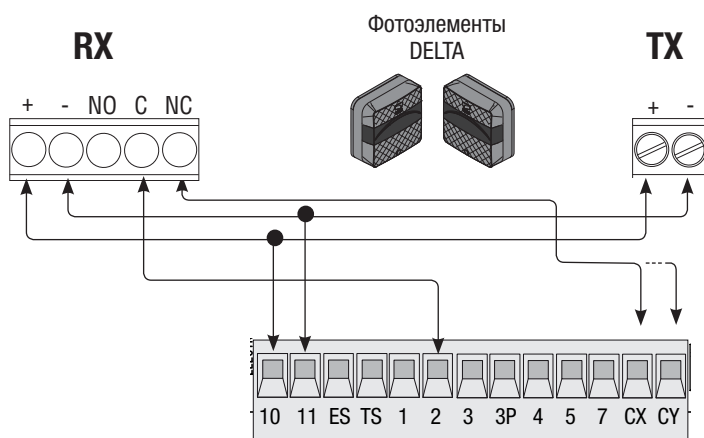 Фотоэлементы
DELTA
RX
TX
+ - NO C NC
+ -
10 11 ES TS 1 2 3 3P 4 5 7 CX CY